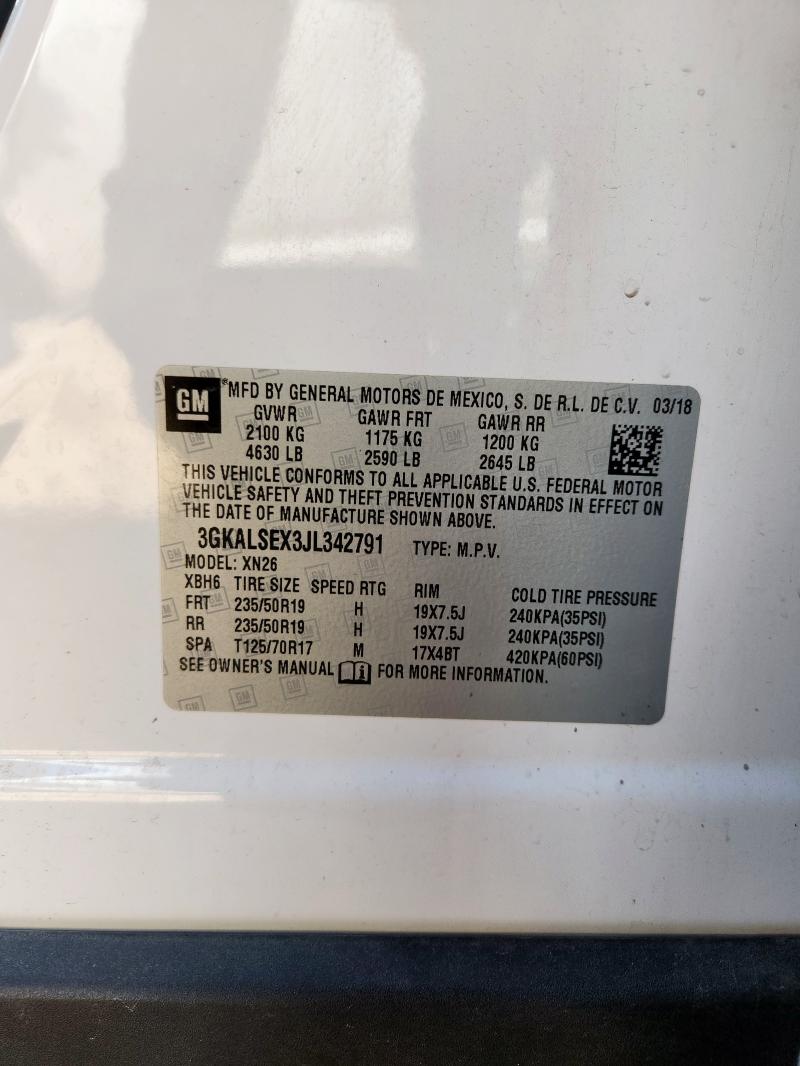 GM *MFD BY GENERAL MOTORS DE MEXICO, S. DE R.L. DE C.V. 03/18
GVWR GAWR FRT GAWR RR
2100 KG 1175 KG 1200 KG
4630 LB 2590 LB 2645 LB
THIS VEHICLE CONFORMS TO ALL APPLICABLE U.S. FEDERAL MOTOR
VEHICLE SAFETY AND THEFT PREVENTION STANDARDS IN EFFECT ON
THE DATE OF MANUFACTURE SHOWN ABOVE.
3GKALSEX3JL342791 TYPE: M.P.V.
MODEL: XN26
XBH6 TIRE SIZE SPEED RTG RIM COLD TIRE PRESSURE
FRT 235/50R19 H 19X7.5J 240KPA(35PSI)
RR 235/50R19 H 19X7.5J 240KPA(35PSI)
SPA T125/70R17 M 17X4BT 420KPA(60PSI)
SEE OWNER'S MANUAL i FOR MORE INFORMATION.